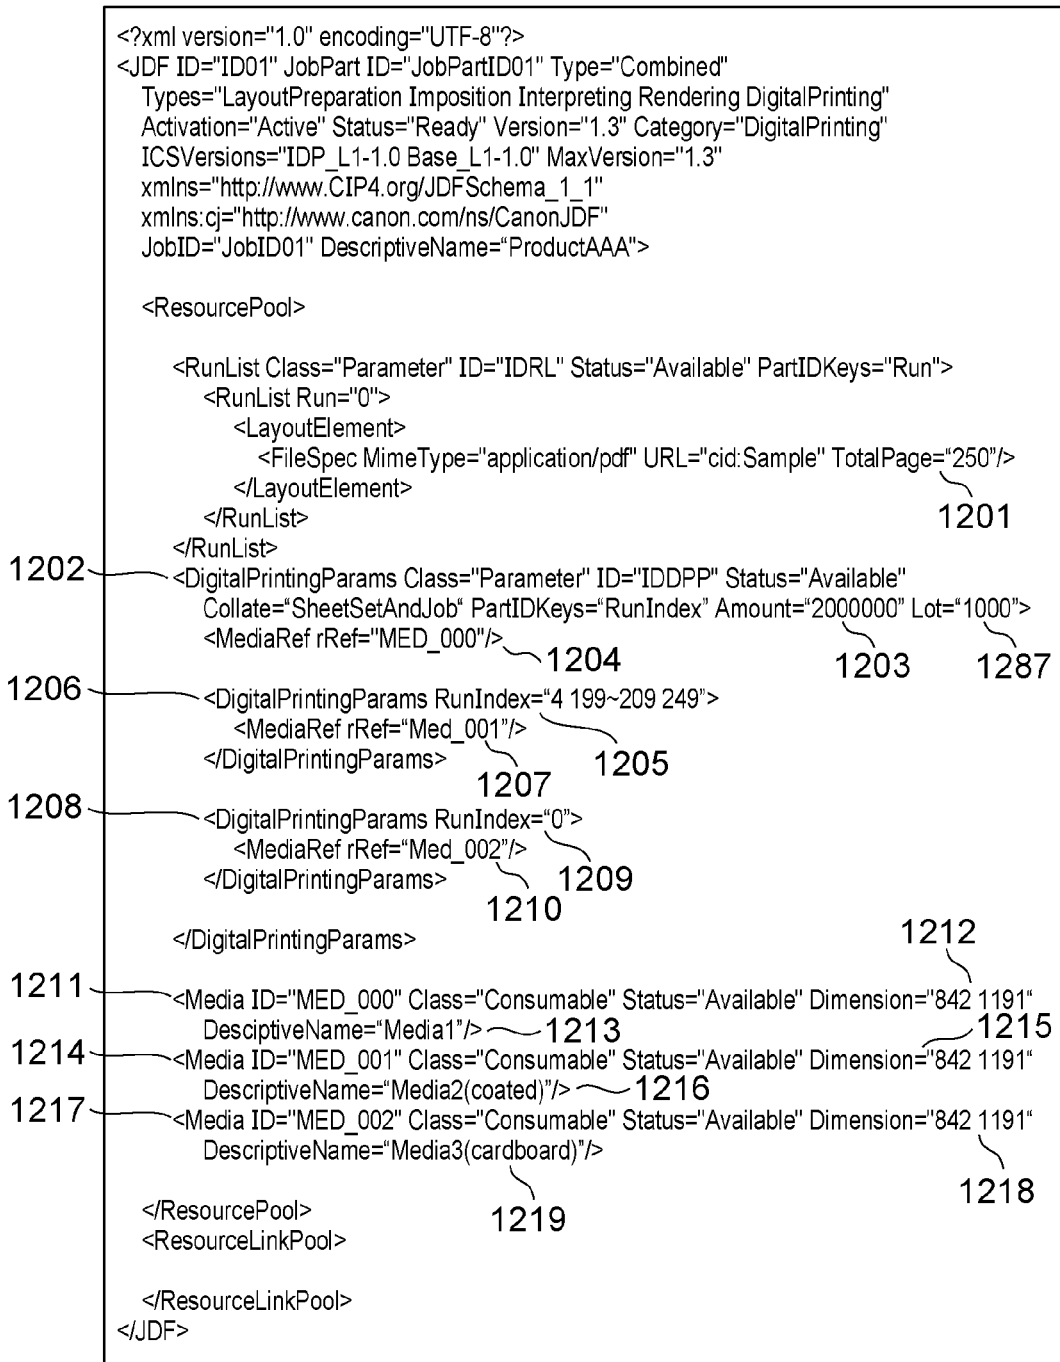 <?xml version="1.0" encoding="UTF-8"?>
<JDF ID="ID01" JobPart ID="JobPartID01" Type="Combined"
Types="LayoutPreparation Imposition Interpreting Rendering DigitalPrinting"
Activation="Active" Status="Ready" Version="1.3" Category="DigitalPrinting"
ICSVersions="IDP_L1-1.0 Base_L1-1.0" MaxVersion="1.3"
xmlns="http://www.CIP4.org/JDFSchema_1_1"
xmlns:cj="http://www.canon.com/ns/CanonJDF"
JobID="JobID01" DescriptiveName=“ProductAAA">
<ResourcePool>
<RunList Class="Parameter" ID="IDRL" Status="Available" PartIDKeys="Run">
<RunList Run="0">
<LayoutElement>
<FileSpec MimeType="application/pdf" URL="cid:Sample" TotalPage=“250”/>
</LayoutElement>
1201
</RunList>
</RunList>
1202
<DigitalPrintingParams Class="Parameter" ID="IDDPP" Status="Available"
Collate=“SheetSetAndJob“ PartIDKeys=“RunIndex” Amount=“2000000” Lot=“1000”>
<MediaRef rRef="MED_000"/>
1204 1203 1287
1206
<DigitalPrintingParams RunIndex=“4 199~209 249”>
<MediaRef rRef=“Med_001”/>
</DigitalPrintingParams>
1207 1205
1208
<DigitalPrintingParams RunIndex=“0”>
<MediaRef rRef=“Med_002”/>
</DigitalPrintingParams>
1209
1210
</DigitalPrintingParams>
1212
1211
<Media ID="MED_000" Class="Consumable" Status="Available" Dimension="842 1191“
DesciptiveName=“Media1”/>
1213 1215
1214
<Media ID="MED_001" Class="Consumable" Status="Available" Dimension="842 1191“
DescriptiveName=“Media2(coated)”/>
1216
1217
<Media ID="MED_002" Class="Consumable" Status="Available" Dimension="842 1191“
DescriptiveName=“Media3(cardboard)”/>
1218
1219
</ResourcePool>
<ResourceLinkPool>
</ResourceLinkPool>
</JDF>